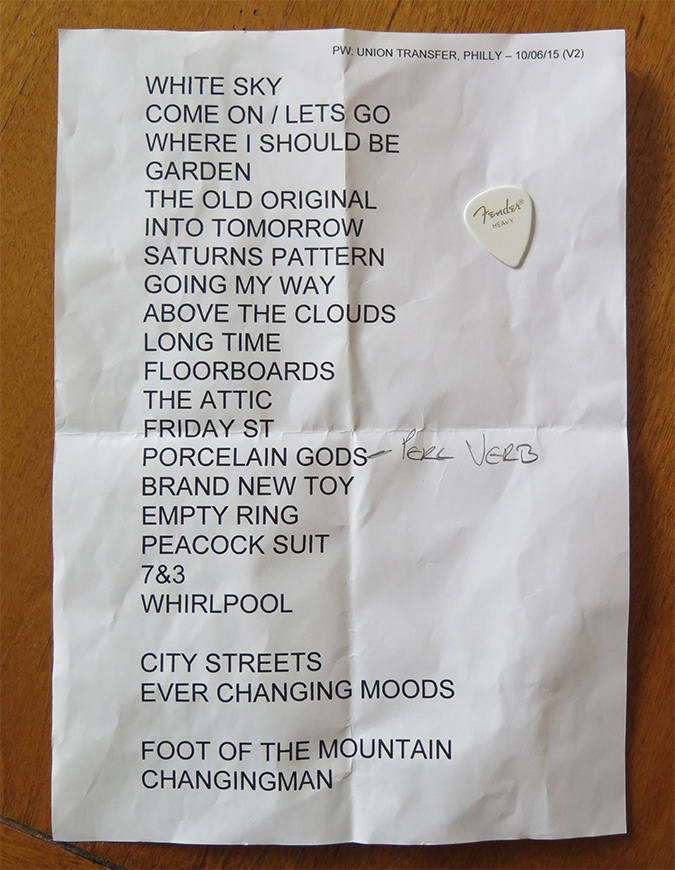 PW: UNION TRANSFER, PHILLY – 10/06/15 (V2)
WHITE SKY
COME ON / LETS GO
WHERE I SHOULD BE
GARDEN
THE OLD ORIGINAL
INTO TOMORROW
SATURNS PATTERN
GOING MY WAY
ABOVE THE CLOUDS
LONG TIME
FLOORBOARDS
THE ATTIC
FRIDAY ST
PORCELAIN GODS – PERC VERB
BRAND NEW TOY
EMPTY RING
PEACOCK SUIT
7&3
WHIRLPOOL
CITY STREETS
EVER CHANGING MOODS
FOOT OF THE MOUNTAIN
CHANGINGMAN
Fender®
HEAVY